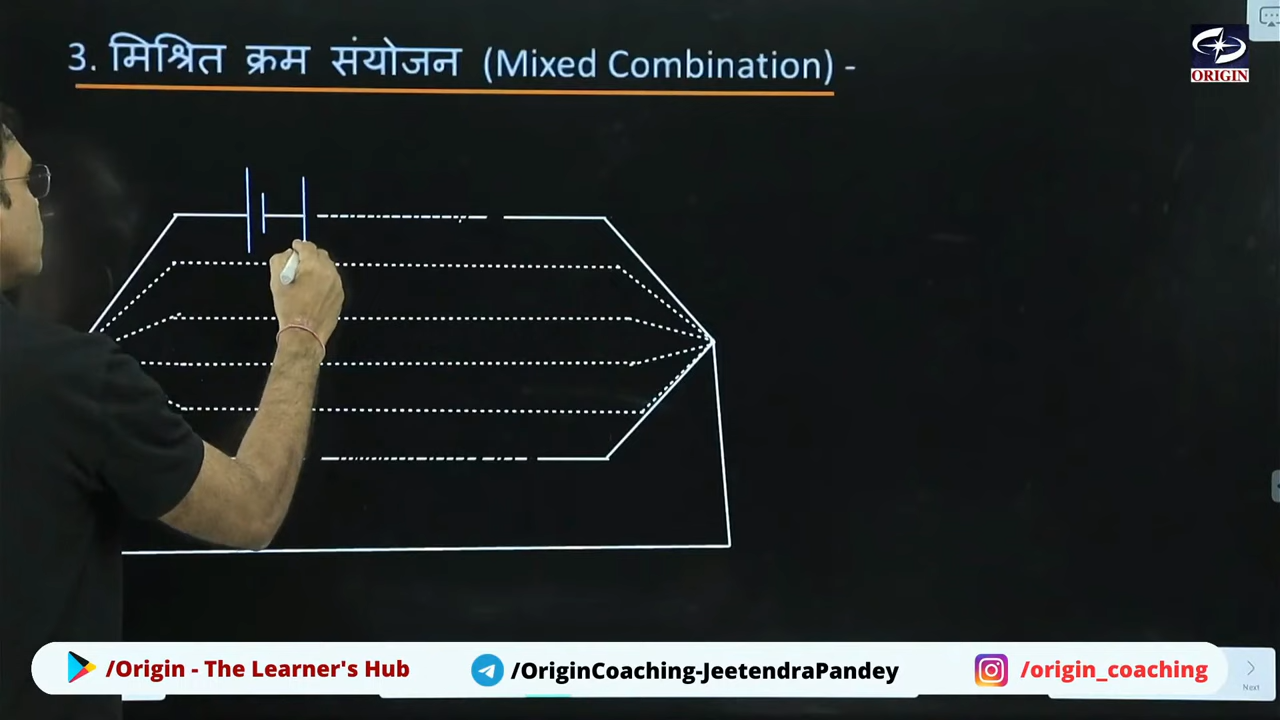 3. मिश्रित क्रम संयोजन (Mixed Combination) -
ORIGIN
/Origin - The Learner's Hub
/OriginCoaching-JeetendraPandey
/origin_coaching
Next